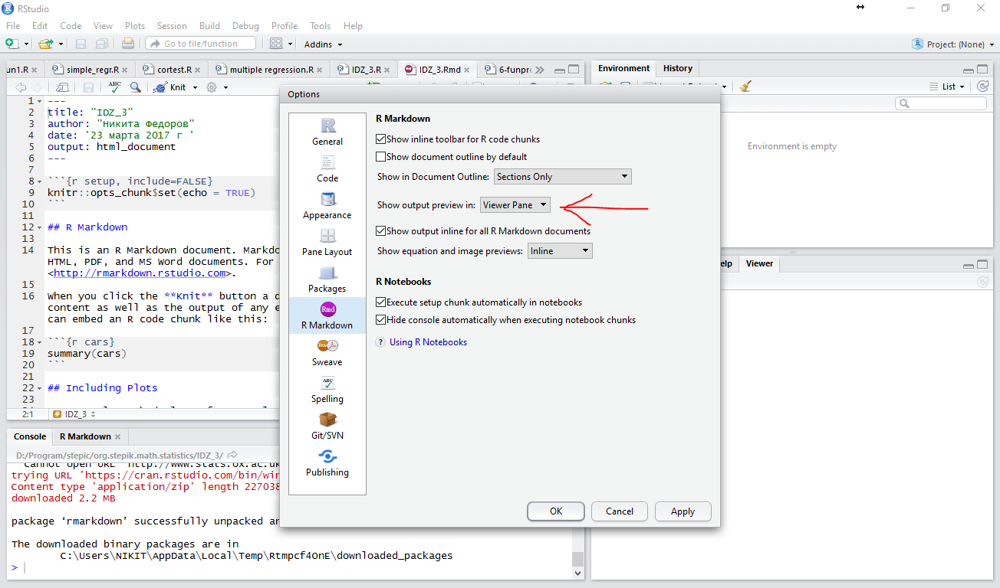 RStudio
File Edit Code View Plots Session Build Debug Profile Tools Help
Go to file/function Addins Project: (None)
un1.R simple_regr.R cortest.R multiple regression.R IDZ_3.R IDZ_3.Rmd 6-funpro
ABC Knit
1 ---
2 title: "IDZ_3"
3 author: "Никита Федоров"
4 date: '23 марта 2017 г '
5 output: html_document
6 ---
7
8 ```{r setup, include=FALSE}
9 knitr::opts_chunk$set(echo = TRUE)
10 ```
11
12 ## R Markdown
13
14 This is an R Markdown document. Markdo
HTML, PDF, and MS Word documents. For
<http://rmarkdown.rstudio.com>.
15
16 When you click the **Knit** button a d
content as well as the output of any e
can embed an R code chunk like this:
17
18 ```{r cars}
19 summary(cars)
20 ```
21
22 ## Including Plots
23
2:1 IDZ_3
Console R Markdown
D:/Program/stepic/org.stepik.math.statistics/IDZ_3/
cannot open URL 'http://www.stats.ox.ac.uk
trying URL 'https://cran.rstudio.com/bin/win
Content type 'application/zip' length 227038
downloaded 2.2 MB
package ‘rmarkdown’ successfully unpacked an
The downloaded binary packages are in
C:\Users\NIKIT\AppData\Local\Temp\Rtmpcf4OnE\downloaded_packages
>
Options
General
Code
Appearance
Pane Layout
Packages
Rmd
R Markdown
Sweave
ABC
Spelling
Git/SVN
Publishing
R Markdown
Show inline toolbar for R code chunks
Show document outline by default
Show in Document Outline: Sections Only
Show output preview in: Viewer Pane
Show output inline for all R Markdown documents
Show equation and image previews: Inline
R Notebooks
Execute setup chunk automatically in notebooks
Hide console automatically when executing notebook chunks
? Using R Notebooks
OK Cancel Apply
Environment History
List
Environment is empty
elp Viewer